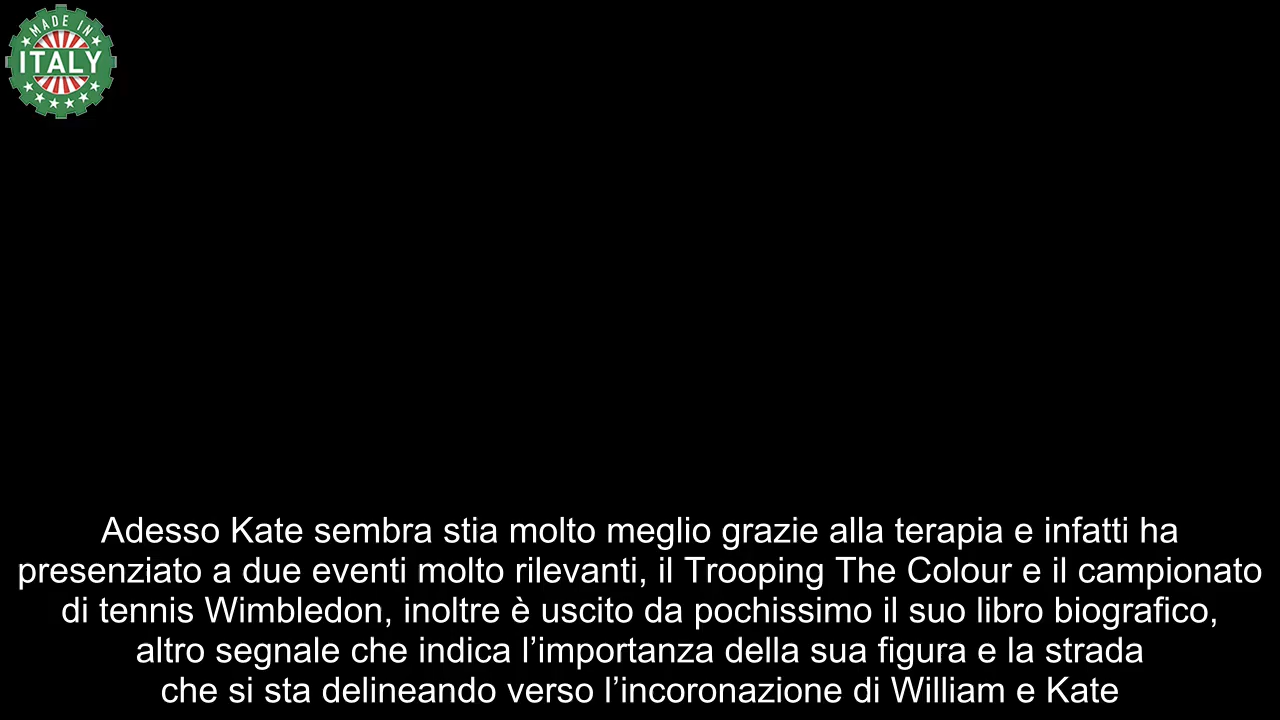 MADE IN
ITALY
Adesso Kate sembra stia molto meglio grazie alla terapia e infatti ha
presenziato a due eventi molto rilevanti, il Trooping The Colour e il campionato
di tennis Wimbledon, inoltre è uscito da pochissimo il suo libro biografico,
altro segnale che indica l’importanza della sua figura e la strada
che si sta delineando verso l’incoronazione di William e Kate